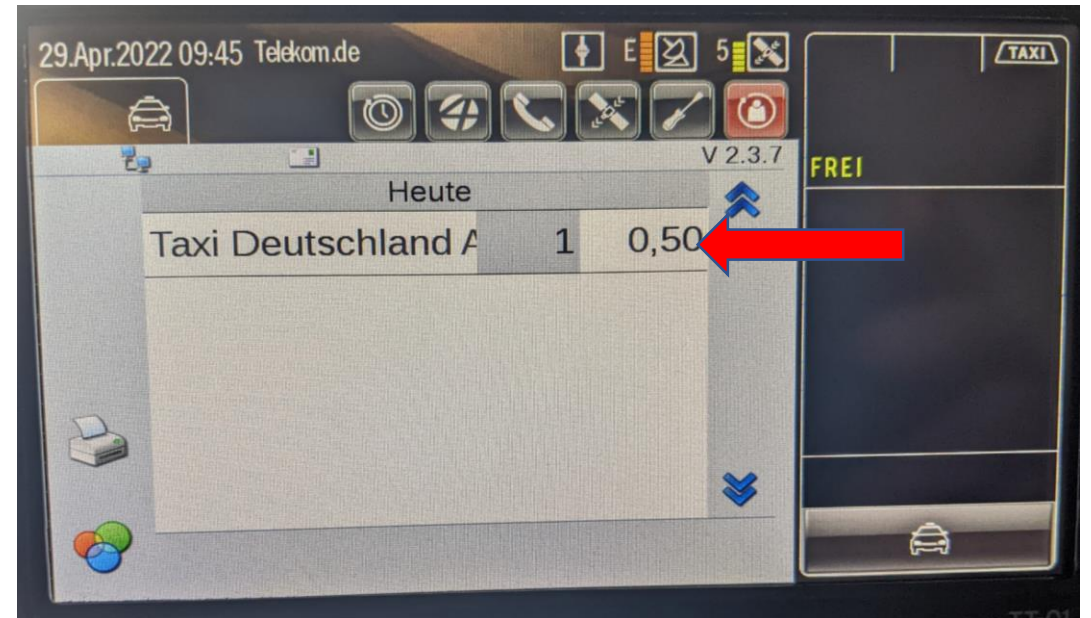 29.Apr.2022 09:45 Telekom.de E 5
TAXI
V 2.3.7
FREI
Heute
Taxi Deutschland A 1 0,50